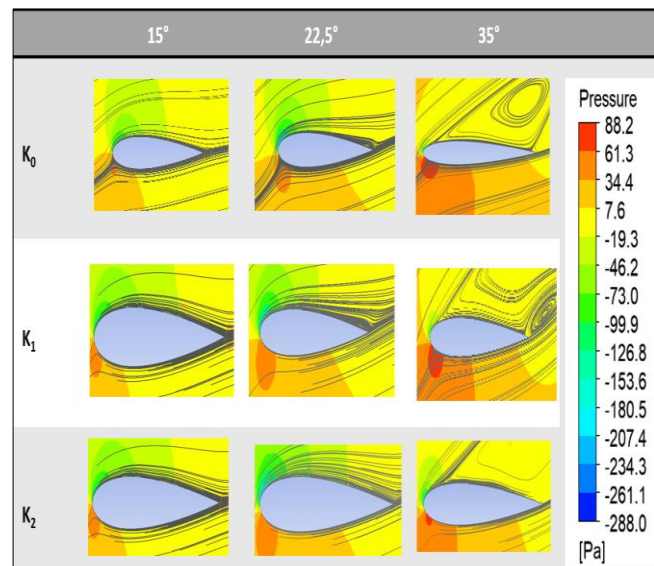 15° 22,5° 35°
K0
K1
K2
Pressure
88.2
61.3
34.4
7.6
-19.3
-46.2
-73.0
-99.9
-126.8
-153.6
-180.5
-207.4
-234.3
-261.1
-288.0
[Pa]